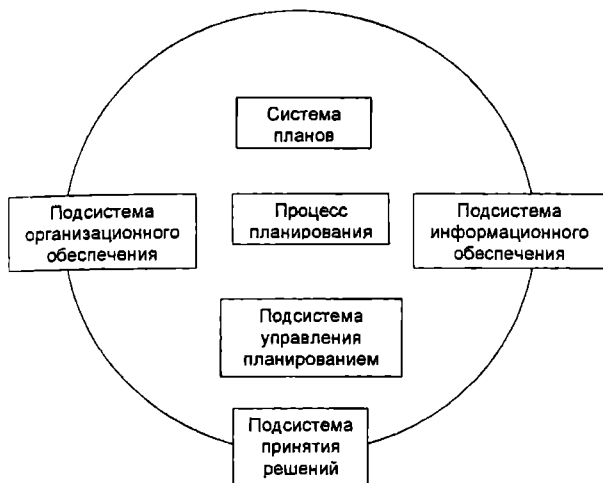 Система
планов
Подсистема
организационного
обеспечения
Процесс
планирования
Подсистема
информационного
обеспечения
Подсистема
управления
планированием
Подсистема
принятия
решений